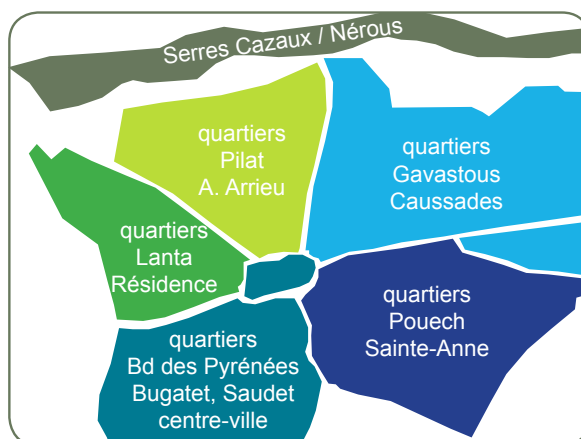 Serres Cazaux / Nérous
quartiers
Pilat
A. Arrieu
quartiers
Gavastous
Caussades
quartiers
Lanta
Résidence
quartiers
Pouech
Sainte-Anne
quartiers
Bd des Pyrénées
Bugatet, Saudet
centre-ville